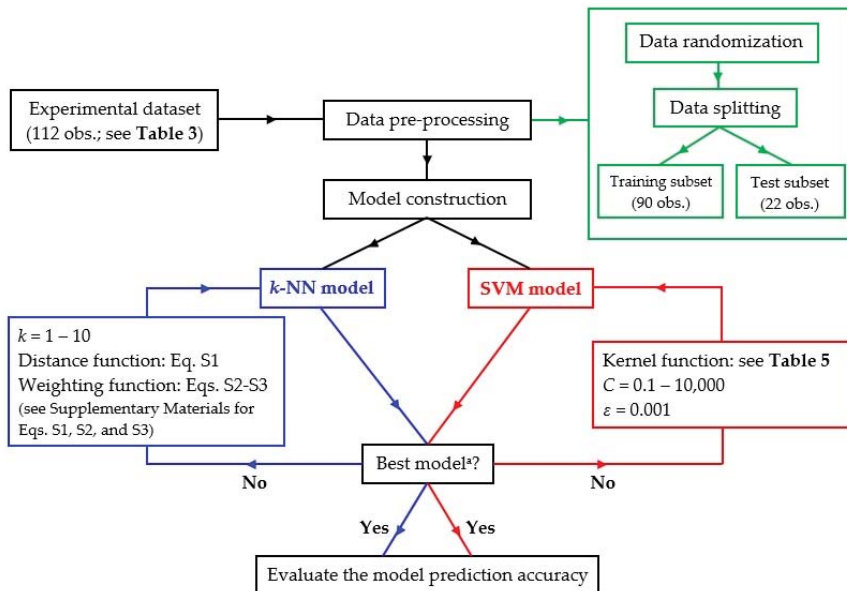 Data randomization
Data splitting
Training subset
(90 obs.)
Test subset
(22 obs.)
Experimental dataset
(112 obs.; see Table 3)
Data pre-processing
Model construction
k-NN model
SVM model
k = 1 – 10
Distance function: Eq. S1
Weighting function: Eqs. S2-S3
(see Supplementary Materials for
Eqs. S1, S2, and S3)
Kernel function: see Table 5
C = 0.1 – 10,000
ε = 0.001
Best modelᵃ?
No
No
Yes
Yes
Evaluate the model prediction accuracy